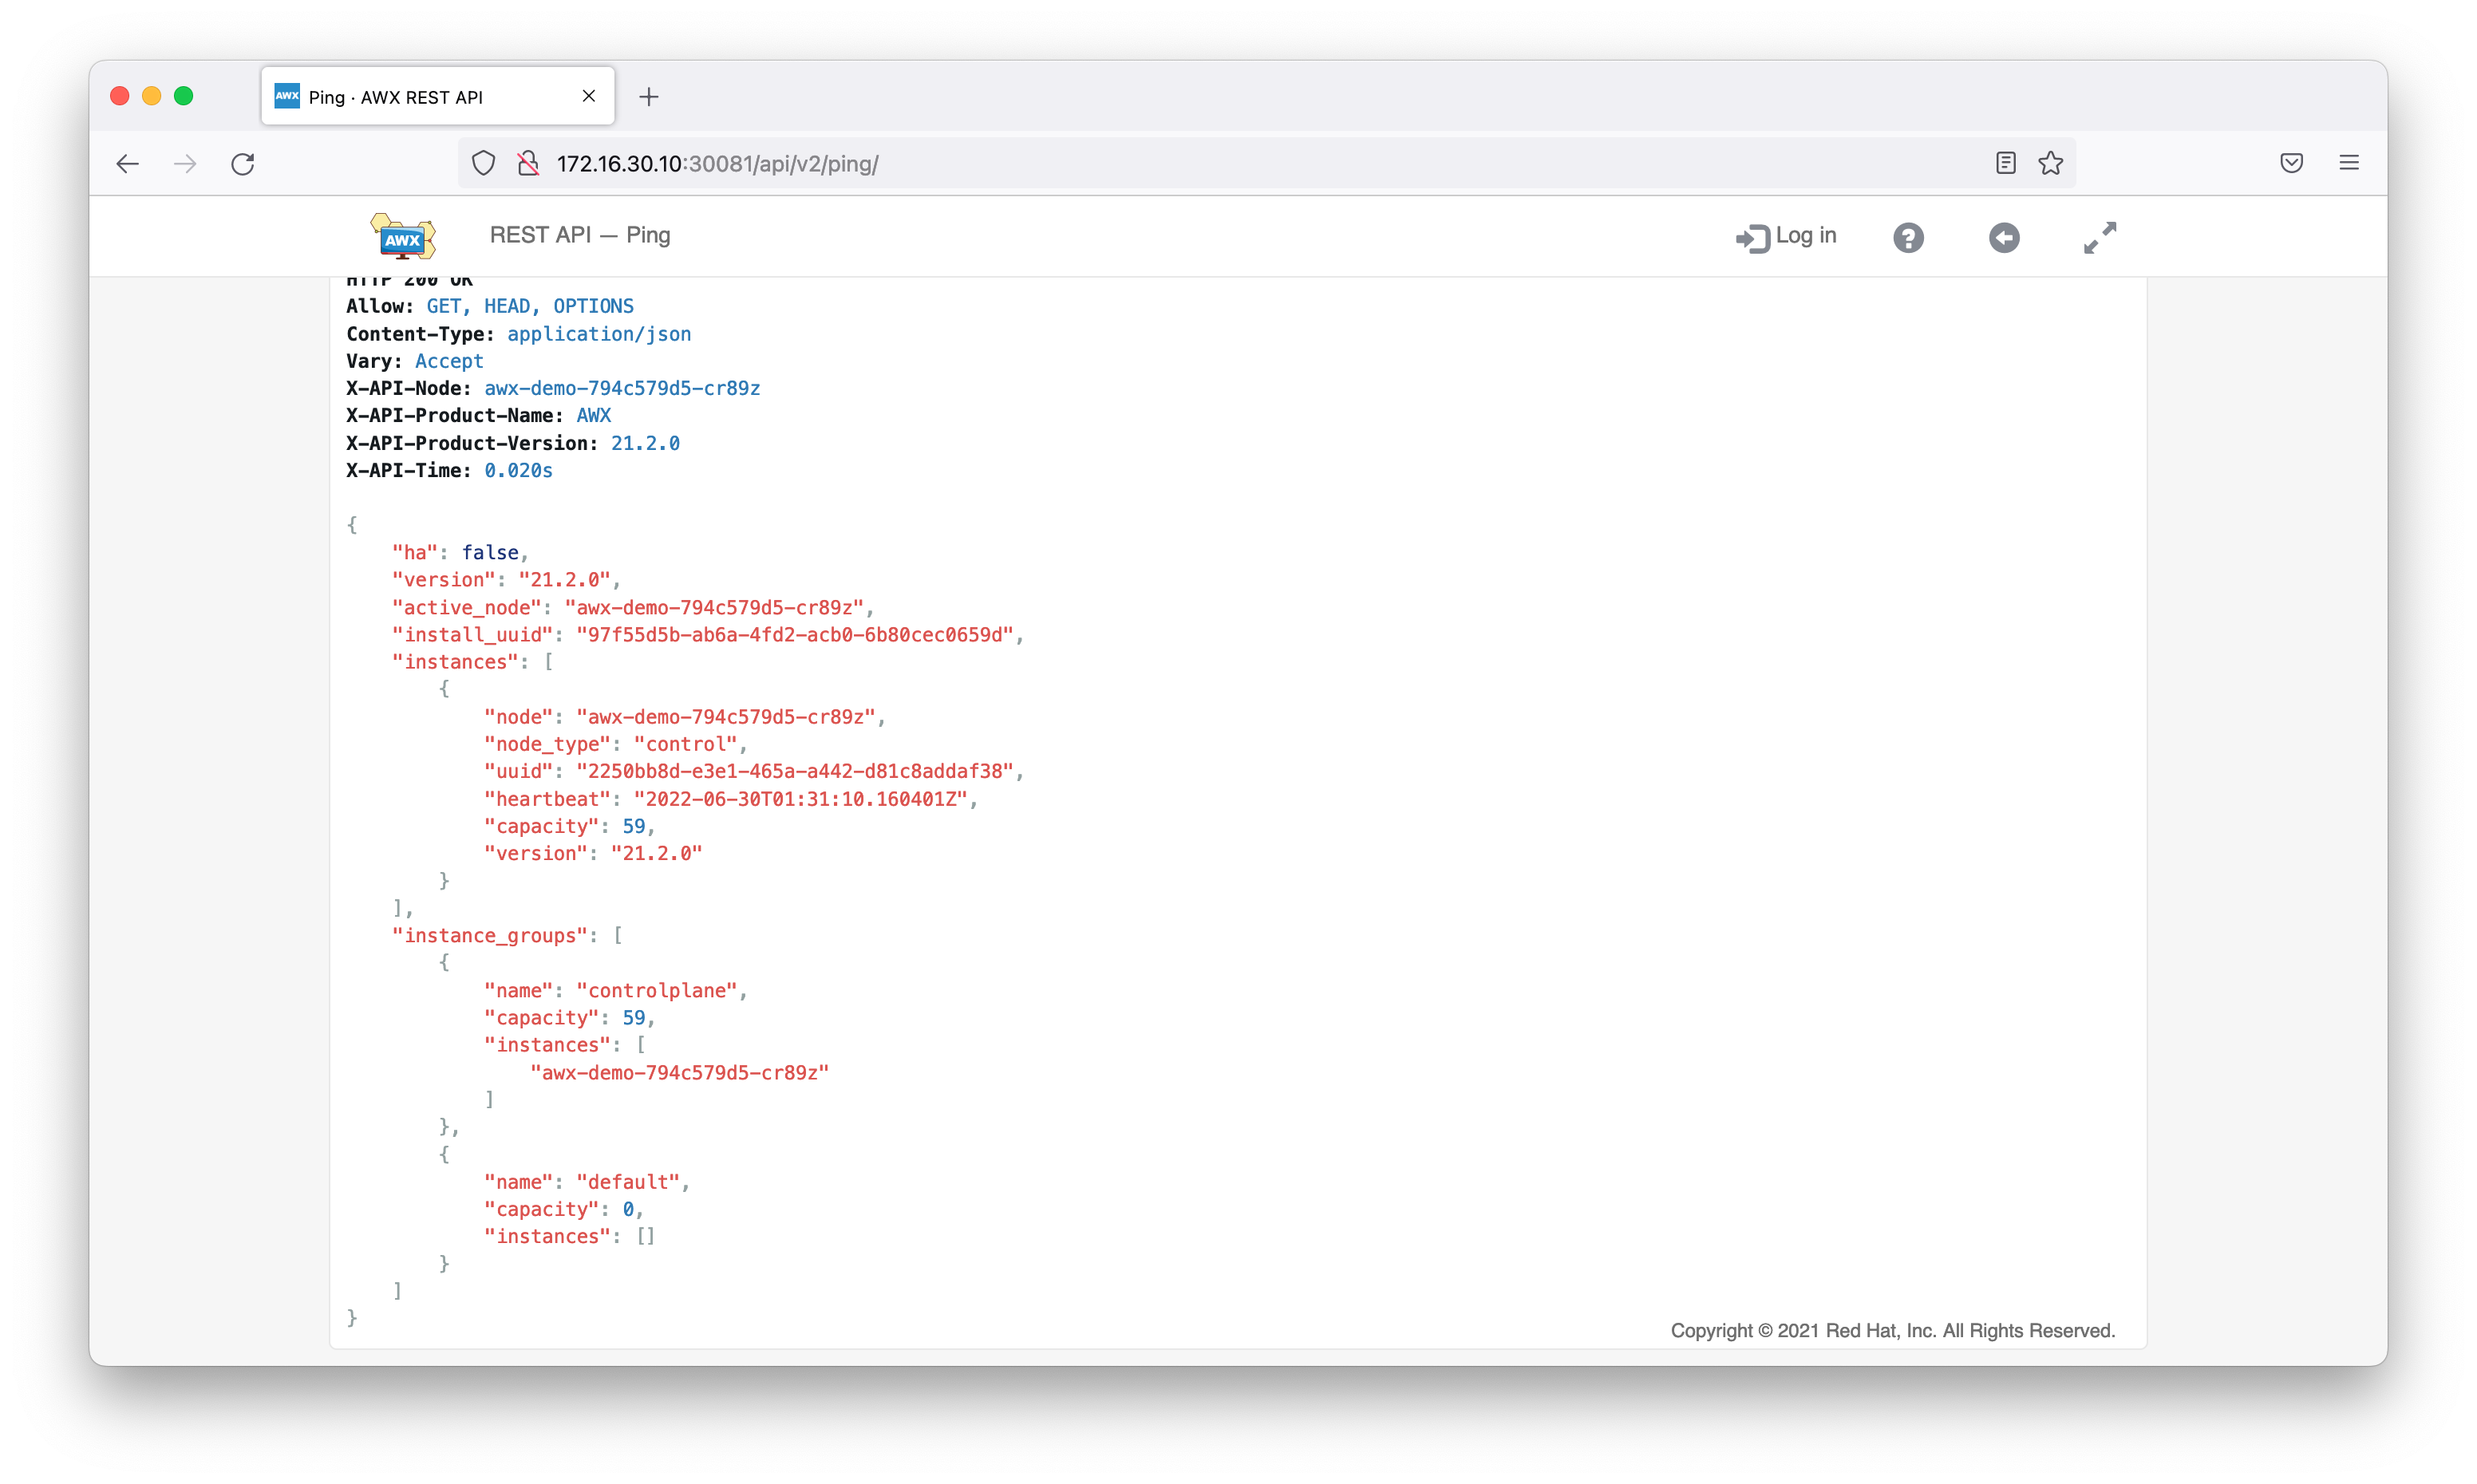 AWX Ping · AWX REST API
172.16.30.10:30081/api/v2/ping/
AWX REST API — Ping Log in
HTTP 200 OK
Allow: GET, HEAD, OPTIONS
Content-Type: application/json
Vary: Accept
X-API-Node: awx-demo-794c579d5-cr89z
X-API-Product-Name: AWX
X-API-Product-Version: 21.2.0
X-API-Time: 0.020s
{
    "ha": false,
    "version": "21.2.0",
    "active_node": "awx-demo-794c579d5-cr89z",
    "install_uuid": "97f55d5b-ab6a-4fd2-acb0-6b80cec0659d",
    "instances": [
        {
            "node": "awx-demo-794c579d5-cr89z",
            "node_type": "control",
            "uuid": "2250bb8d-e3e1-465a-a442-d81c8addaf38",
            "heartbeat": "2022-06-30T01:31:10.160401Z",
            "capacity": 59,
            "version": "21.2.0"
        }
    ],
    "instance_groups": [
        {
            "name": "controlplane",
            "capacity": 59,
            "instances": [
                "awx-demo-794c579d5-cr89z"
            ]
        },
        {
            "name": "default",
            "capacity": 0,
            "instances": []
        }
    ]
}
Copyright © 2021 Red Hat, Inc. All Rights Reserved.